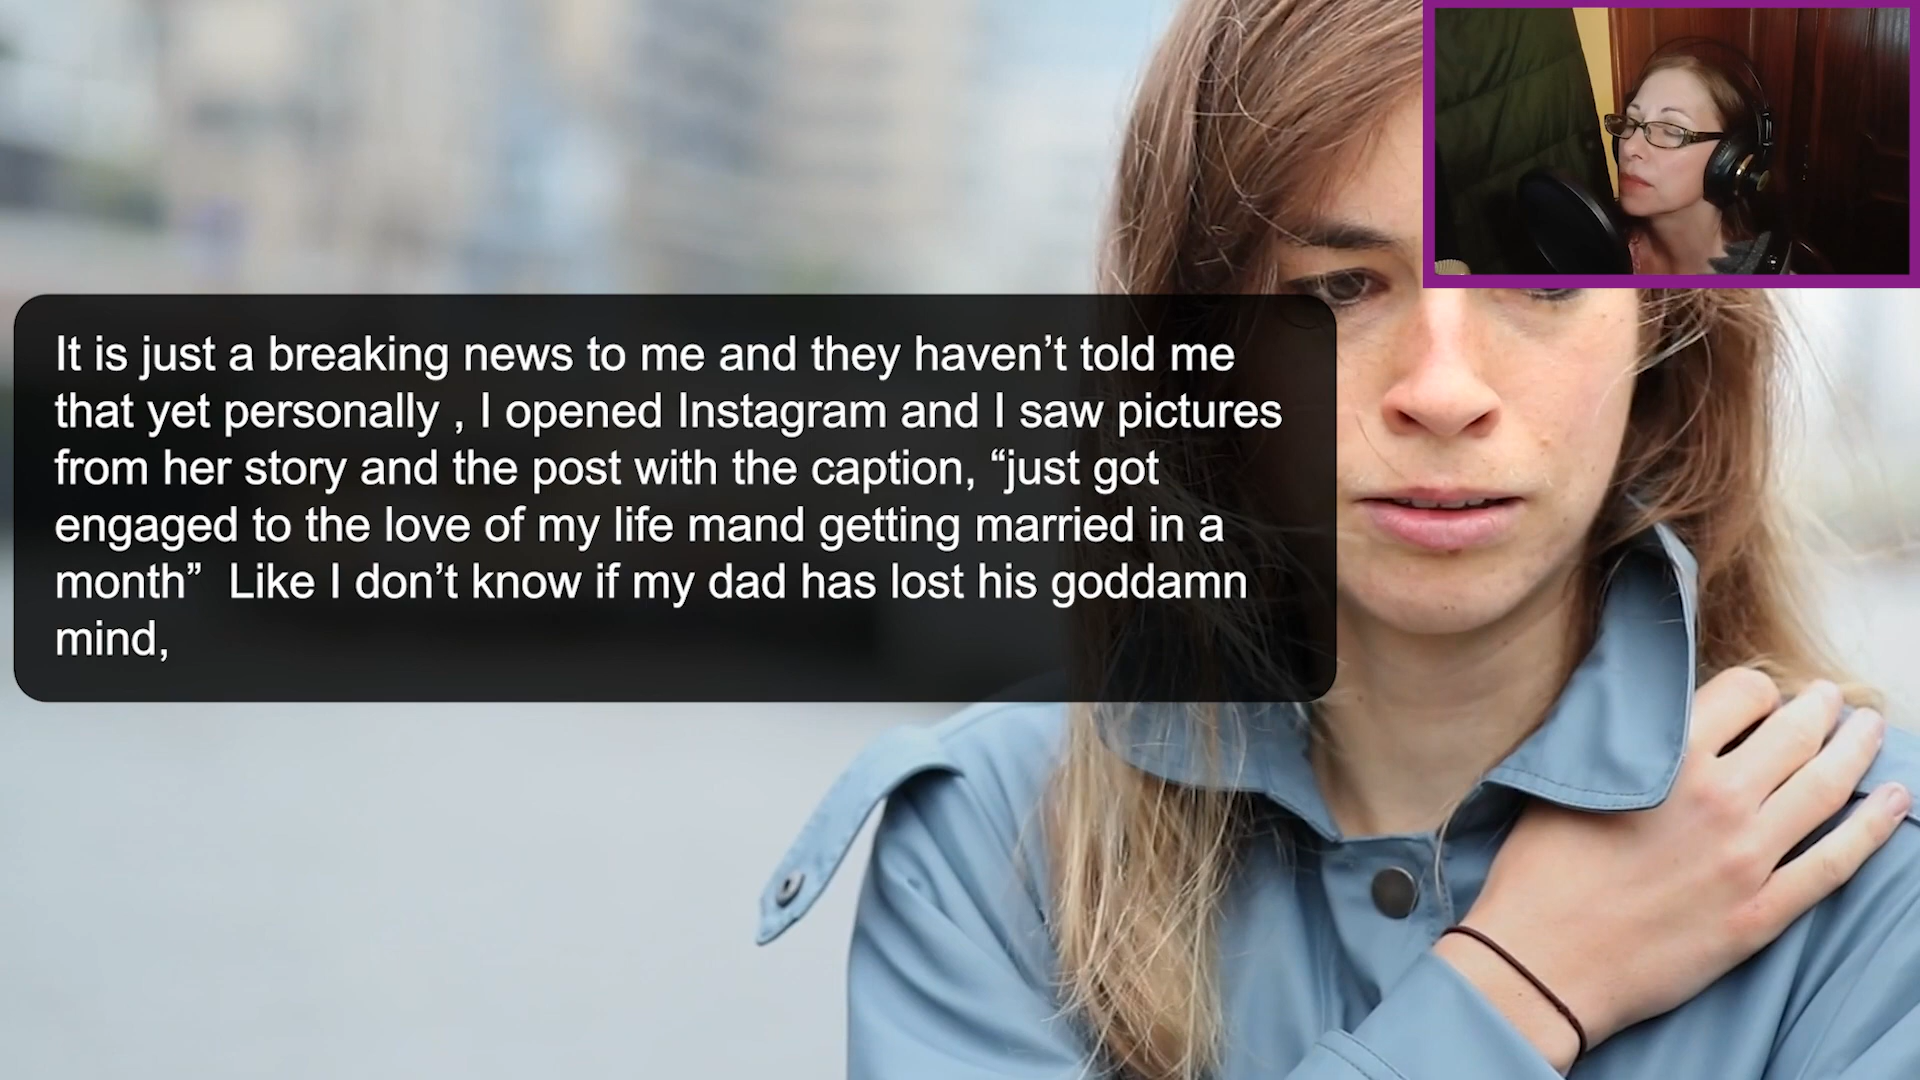 It is just a breaking news to me and they haven’t told me
that yet personally , I opened Instagram and I saw pictures
from her story and the post with the caption, “just got
engaged to the love of my life mand getting married in a
month”  Like I don’t know if my dad has lost his goddamn
mind,